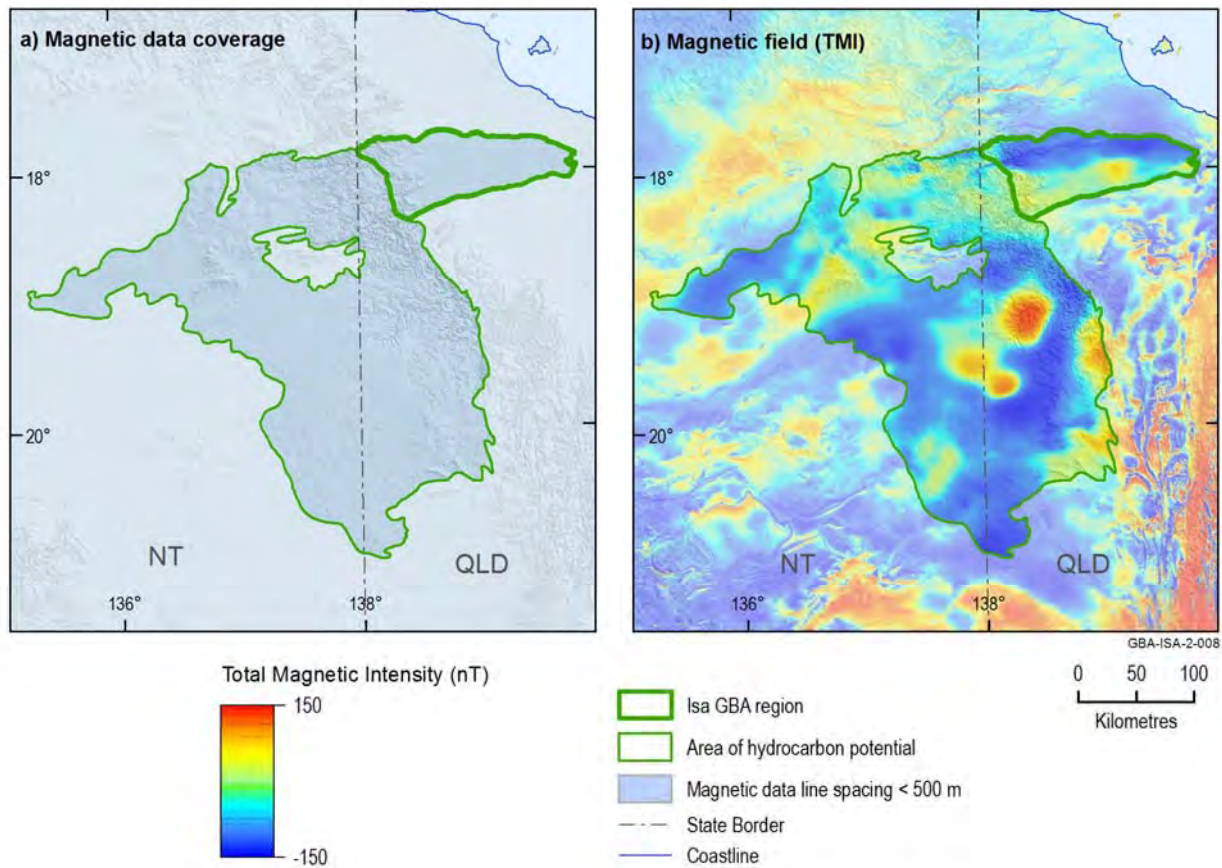 a) Magnetic data coverage
18°
20°
NT
QLD
136°
138°
b) Magnetic field (TMI)
18°
20°
NT
QLD
136°
138°
GBA-ISA-2-008
Total Magnetic Intensity (nT)
150
-150
Isa GBA region
Area of hydrocarbon potential
Magnetic data line spacing < 500 m
State Border
Coastline
0 50 100
Kilometres